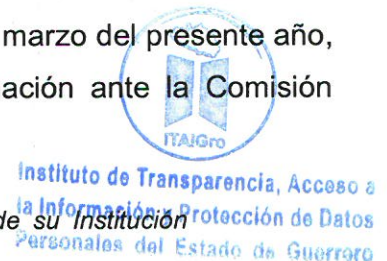 marzo del presente año,
ación ante la Comisión
ITAIGro
Instituto de Transparencia, Acceso a
la Información y Protección de Datos
de su Institución
Personales del Estado de Guerrero